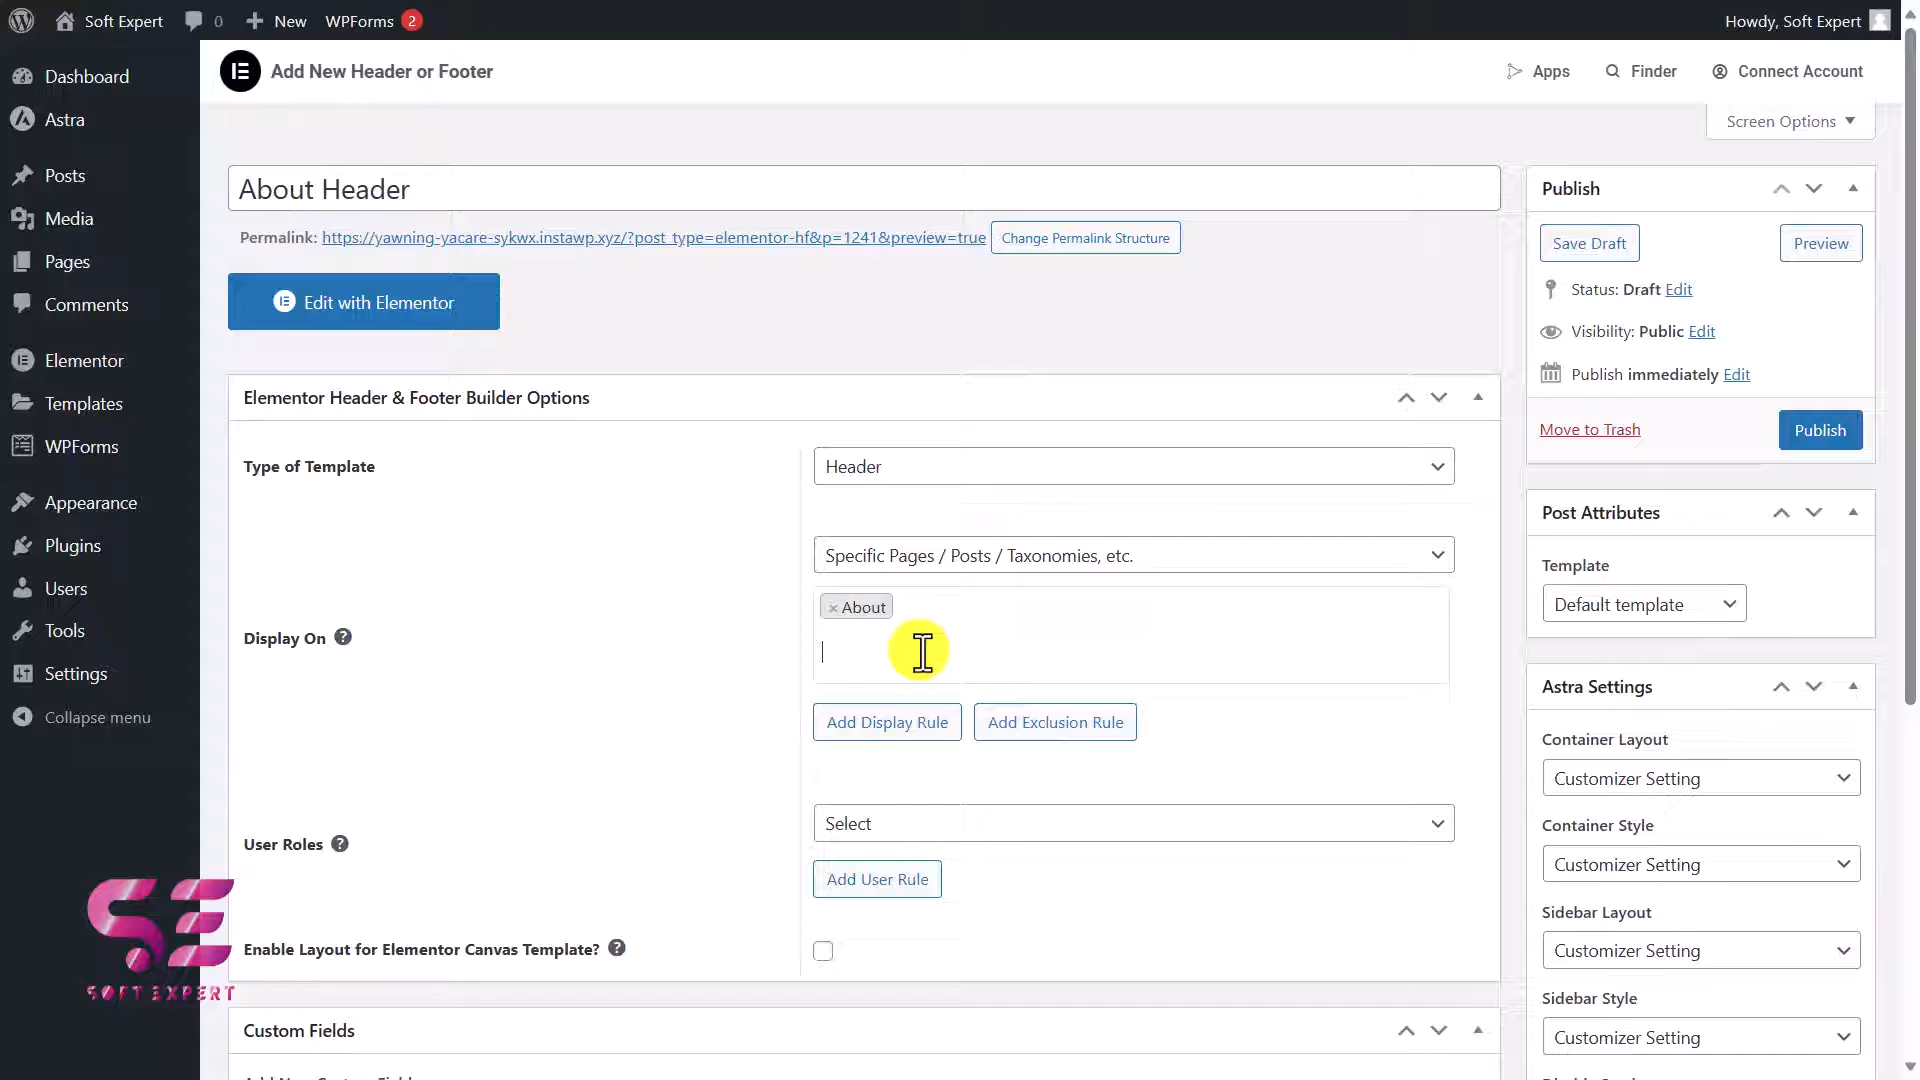 Soft Expert
0
New
WPForms 2
Howdy, Soft Expert
Dashboard
Astra
Posts
Media
Pages
Comments
Elementor
Templates
WPForms
Appearance
Plugins
Users
Tools
Settings
Collapse menu
Add New Header or Footer
Apps
Finder
Connect Account
Screen Options
About Header
Permalink: https://yawning-yacare-sykwx.instawp.xyz/?post_type=elementor-hf&p=1241&preview=true Change Permalink Structure
Edit with Elementor
Elementor Header & Footer Builder Options
Type of Template
Header
Display On
Specific Pages / Posts / Taxonomies, etc.
× About
Add Display Rule
Add Exclusion Rule
User Roles
Select
Add User Rule
Enable Layout for Elementor Canvas Template?
Custom Fields
Publish
Save Draft
Preview
Status: Draft Edit
Visibility: Public Edit
Publish immediately Edit
Move to Trash
Publish
Post Attributes
Template
Default template
Astra Settings
Container Layout
Customizer Setting
Container Style
Customizer Setting
Sidebar Layout
Customizer Setting
Sidebar Style
Customizer Setting
SE
SOFT EXPERT